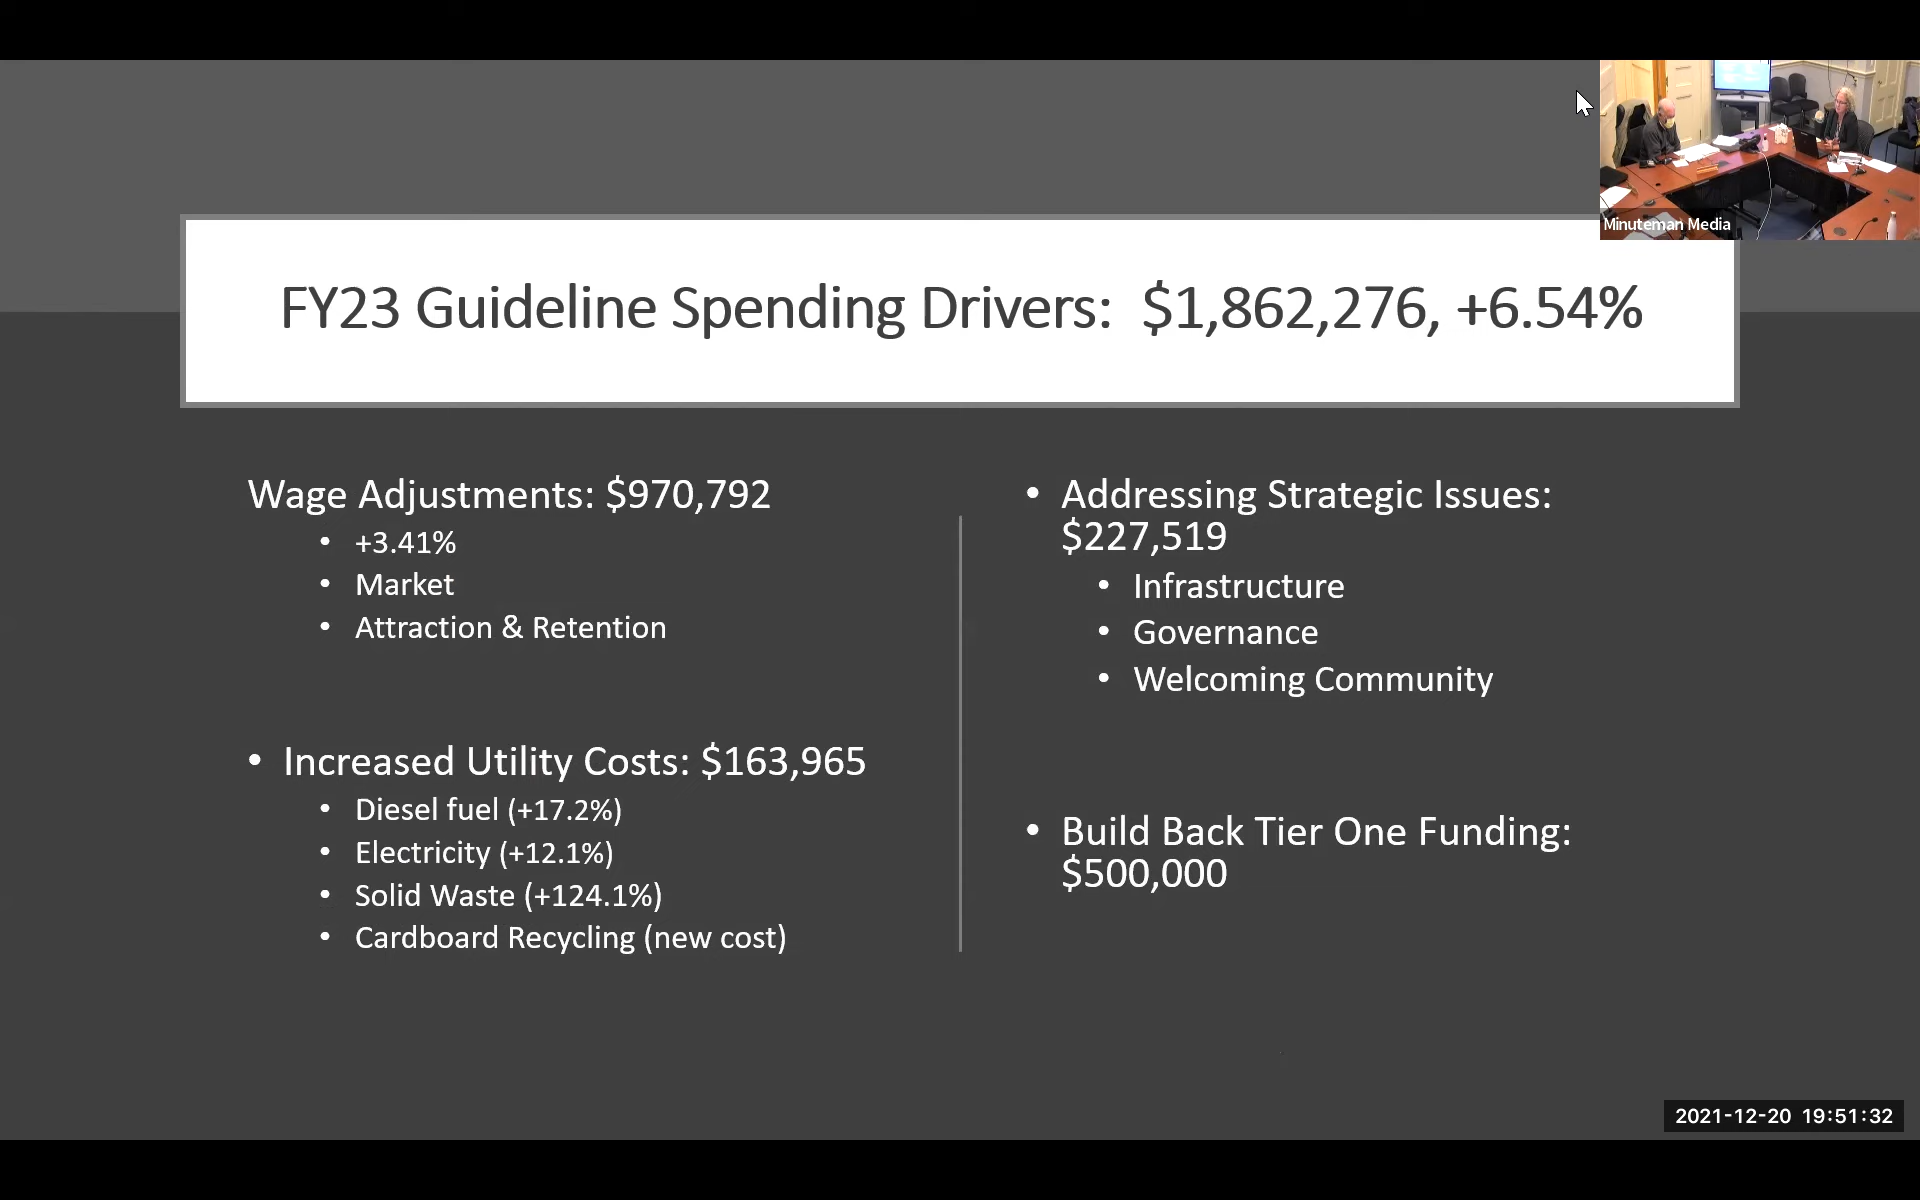 Minuteman Media
FY23 Guideline Spending Drivers: $1,862,276, +6.54%
Wage Adjustments: $970,792
• +3.41%
• Market
• Attraction & Retention
• Increased Utility Costs: $163,965
• Diesel fuel (+17.2%)
• Electricity (+12.1%)
• Solid Waste (+124.1%)
• Cardboard Recycling (new cost)
• Addressing Strategic Issues:
$227,519
• Infrastructure
• Governance
• Welcoming Community
• Build Back Tier One Funding:
$500,000
2021-12-20 19:51:32